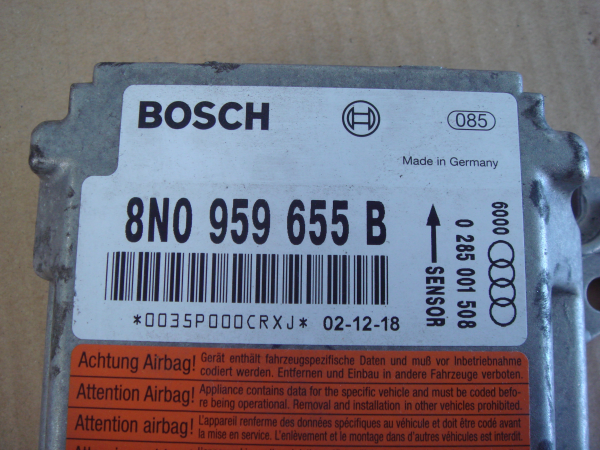 BOSCH
085
Made in Germany
8N0 959 655 B
*0035P000CRXJ* 02-12-18
SENSOR
0 285 001 508
6000
Achtung Airbag! Gerät enthält fahrzeugspezifische Daten und muß vor Inbetriebnahme
codiert werden. Entfernen und Einbau in andere Fahrzeuge verboten.
Attention Airbag! Appliance contains data for the specific vehicle and must be coded befo-
re being operational. Removal and installation in other vehicles prohibited.
Attention airbag! L'appareil renferme des données spécifiques au véhicule et doit être codé avant
la mise en service. L'enlèvement et le montage dans d'autres véhicules est interdit.